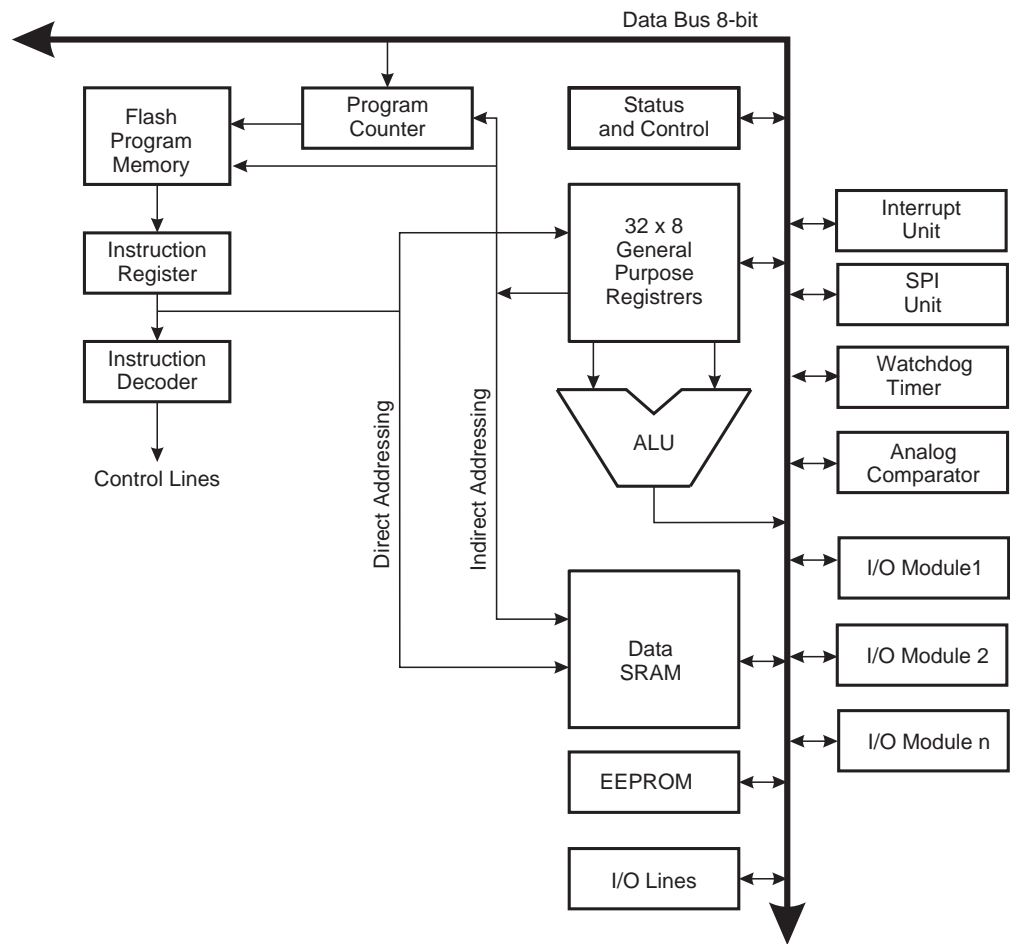 Data Bus 8-bit
Flash
Program
Memory
Program
Counter
Status
and Control
Instruction
Register
32 x 8
General
Purpose
Registrers
Interrupt
Unit
SPI
Unit
Instruction
Decoder
Watchdog
Timer
ALU
Analog
Comparator
Control Lines
Direct Addressing
Indirect Addressing
I/O Module1
Data
SRAM
I/O Module 2
I/O Module n
EEPROM
I/O Lines